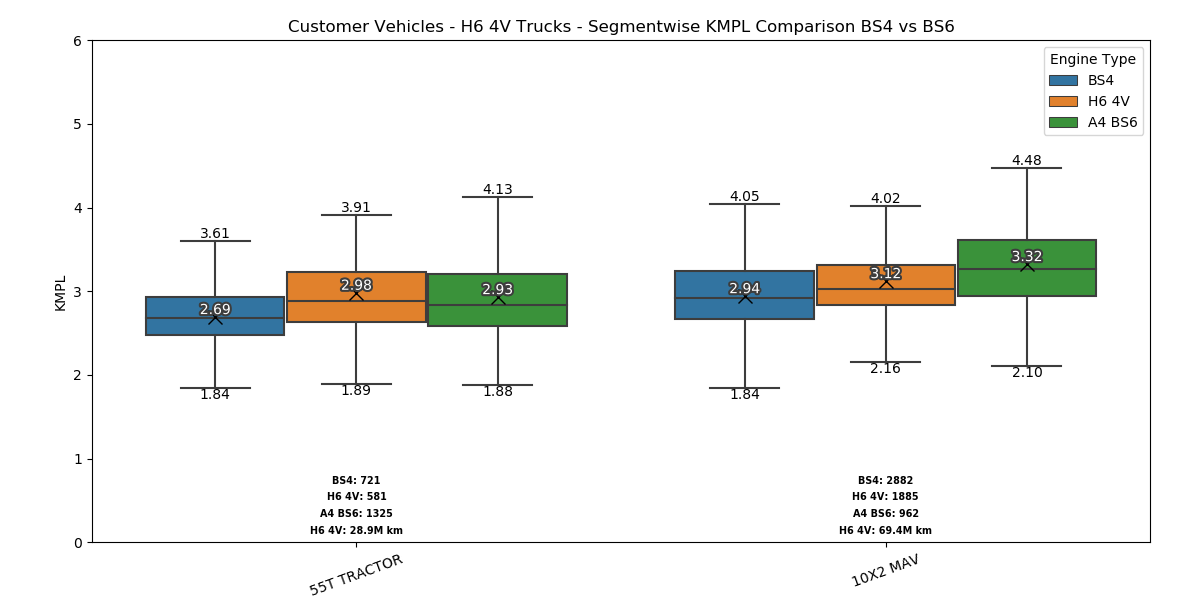 Customer Vehicles - H6 4V Trucks - Segmentwise KMPL Comparison BS4 vs BS6
Engine Type
BS4
H6 4V
A4 BS6
KMPL
6
5
4
3
2
1
0
3.61
2.69
1.84
3.91
2.98
1.89
4.13
2.93
1.88
4.05
2.94
1.84
4.02
3.12
2.16
4.48
3.32
2.10
BS4: 721
H6 4V: 581
A4 BS6: 1325
H6 4V: 28.9M km
BS4: 2882
H6 4V: 1885
A4 BS6: 962
H6 4V: 69.4M km
55T TRACTOR
10X2 MAV